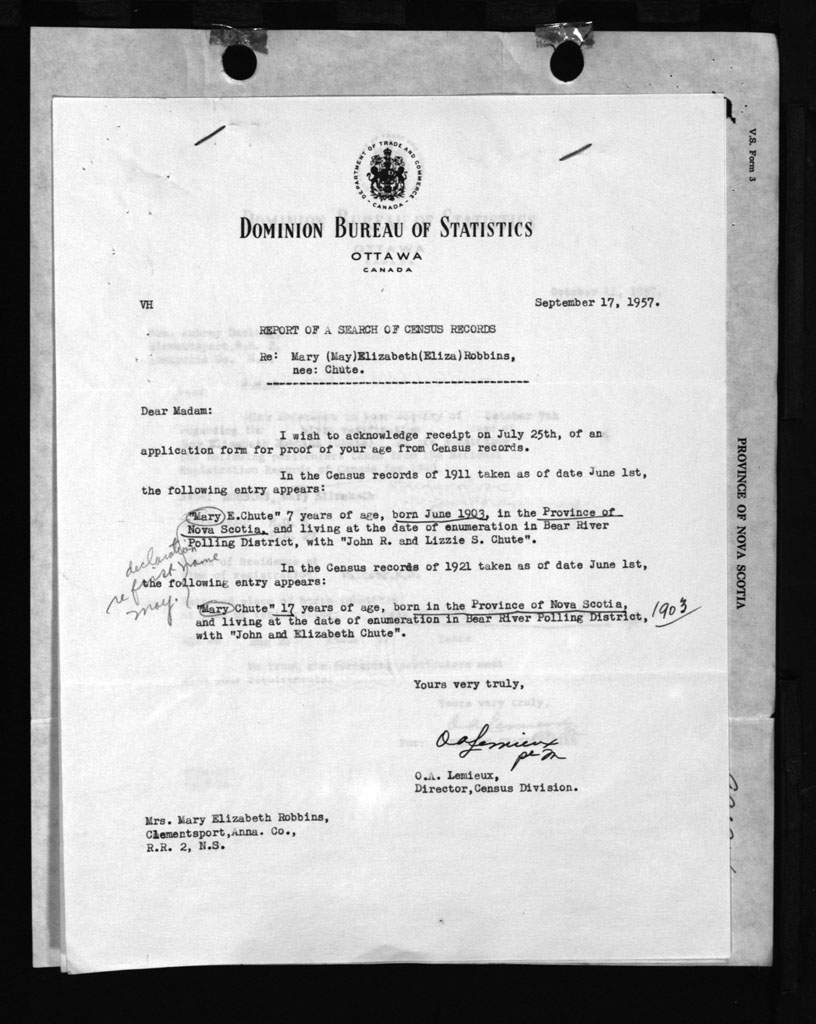 V.S. Form 3
PROVINCE OF NOVA SCOTIA
DEPARTMENT OF TRADE AND COMMERCE
CANADA
DOMINION BUREAU OF STATISTICS
OTTAWA
CANADA
VH
September 17, 1957.
REPORT OF A SEARCH OF CENSUS RECORDS
Re: Mary (May)Elizabeth(Eliza)Robbins,
nee: Chute.
Dear Madam:
I wish to acknowledge receipt on July 25th, of an
application form for proof of your age from Census records.
In the Census records of 1911 taken as of date June 1st,
the following entry appears:
"Mary E.Chute" 7 years of age, born June 1903, in the Province of
Nova Scotia, and living at the date of enumeration in Bear River
Polling District, with "John R. and Lizzie S. Chute".
declaration
re first name
May.
In the Census records of 1921 taken as of date June 1st,
the following entry appears:
"Mary Chute" 17 years of age, born in the Province of Nova Scotia,
and living at the date of enumeration in Bear River Polling District,
with "John and Elizabeth Chute".
1903
Yours very truly,
O A Lemieux
per M
O.A. Lemieux,
Director,Census Division.
Mrs. Mary Elizabeth Robbins,
Clementsport,Anna. Co.,
R.R. 2, N.S.